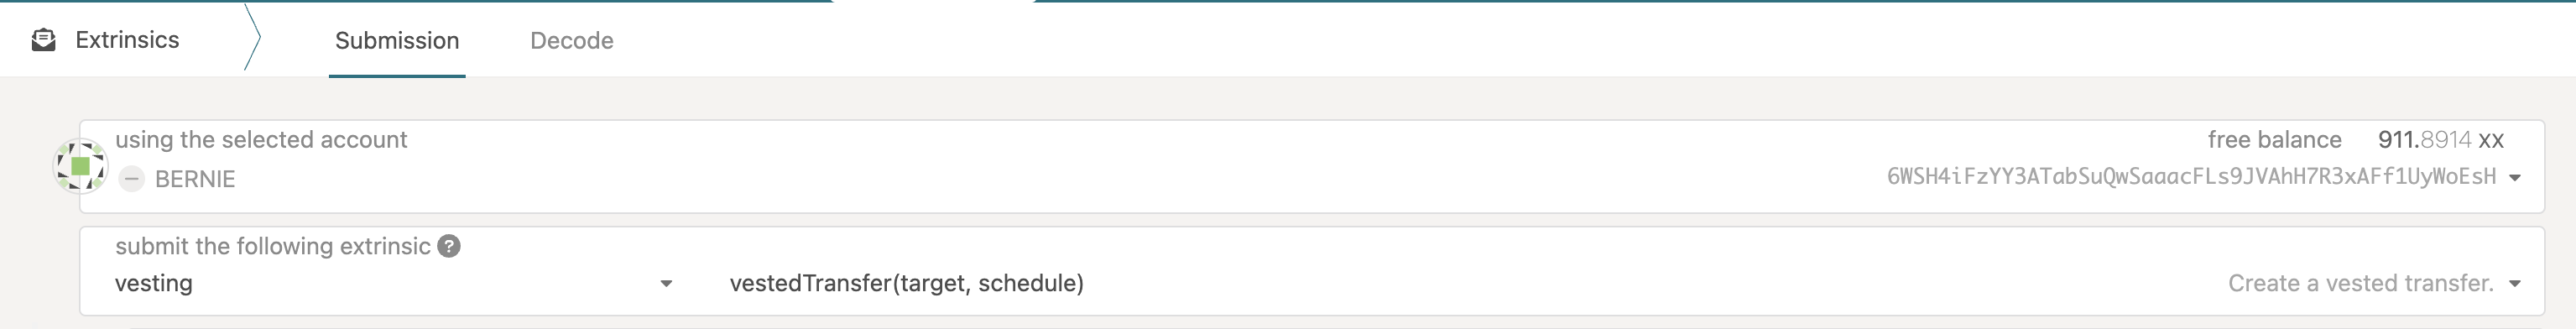 Extrinsics
Submission
Decode
using the selected account
free balance 911.8914 xx
BERNIE
6WSH4iFzYY3ATabSuQwSaaacFLs9JVAhH7R3xAFf1UyWoEsH
submit the following extrinsic ?
vesting
vestedTransfer(target, schedule)
Create a vested transfer.